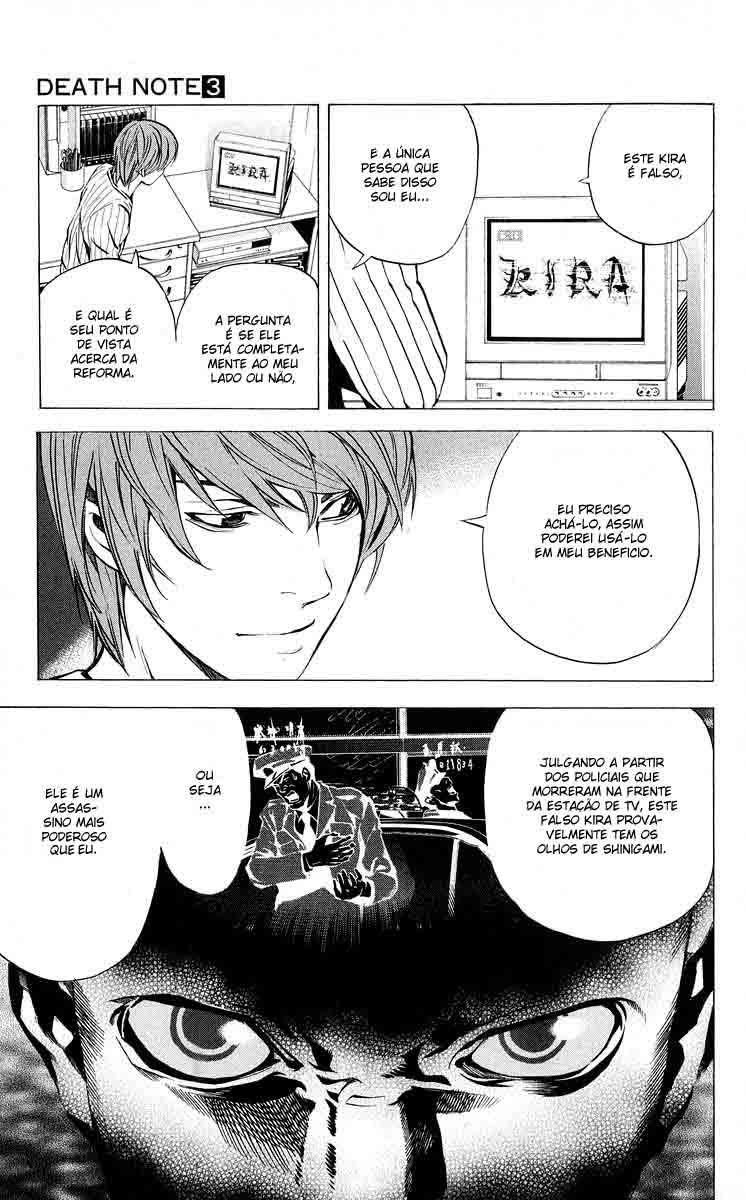 DEATH NOTE 3
ESTE KIRA
É FALSO,
E A ÚNICA
PESSOA QUE
SABE DISSO
SOU EU...
KIRA
KIRA
A PERGUNTA
É SE ELE
ESTÁ COMPLETA-
MENTE AO MEU
LADO OU NÃO,
E QUAL É
SEU PONTO
DE VISTA
ACERCA DA
REFORMA.
EU PRECISO
ACHÁ-LO, ASSIM
PODEREI USÁ-LO
EM MEU BENEFICIO.
JULGANDO A PARTIR
DOS POLICIAIS QUE
MORRERAM NA FRENTE
DA ESTAÇÃO DE TV, ESTE
FALSO KIRA PROVA-
VELMENTE TEM OS
OLHOS DE SHINIGAMI.
OU
SEJA
...
ELE É UM
ASSAS-
SINO MAIS
PODEROSO
QUE EU.